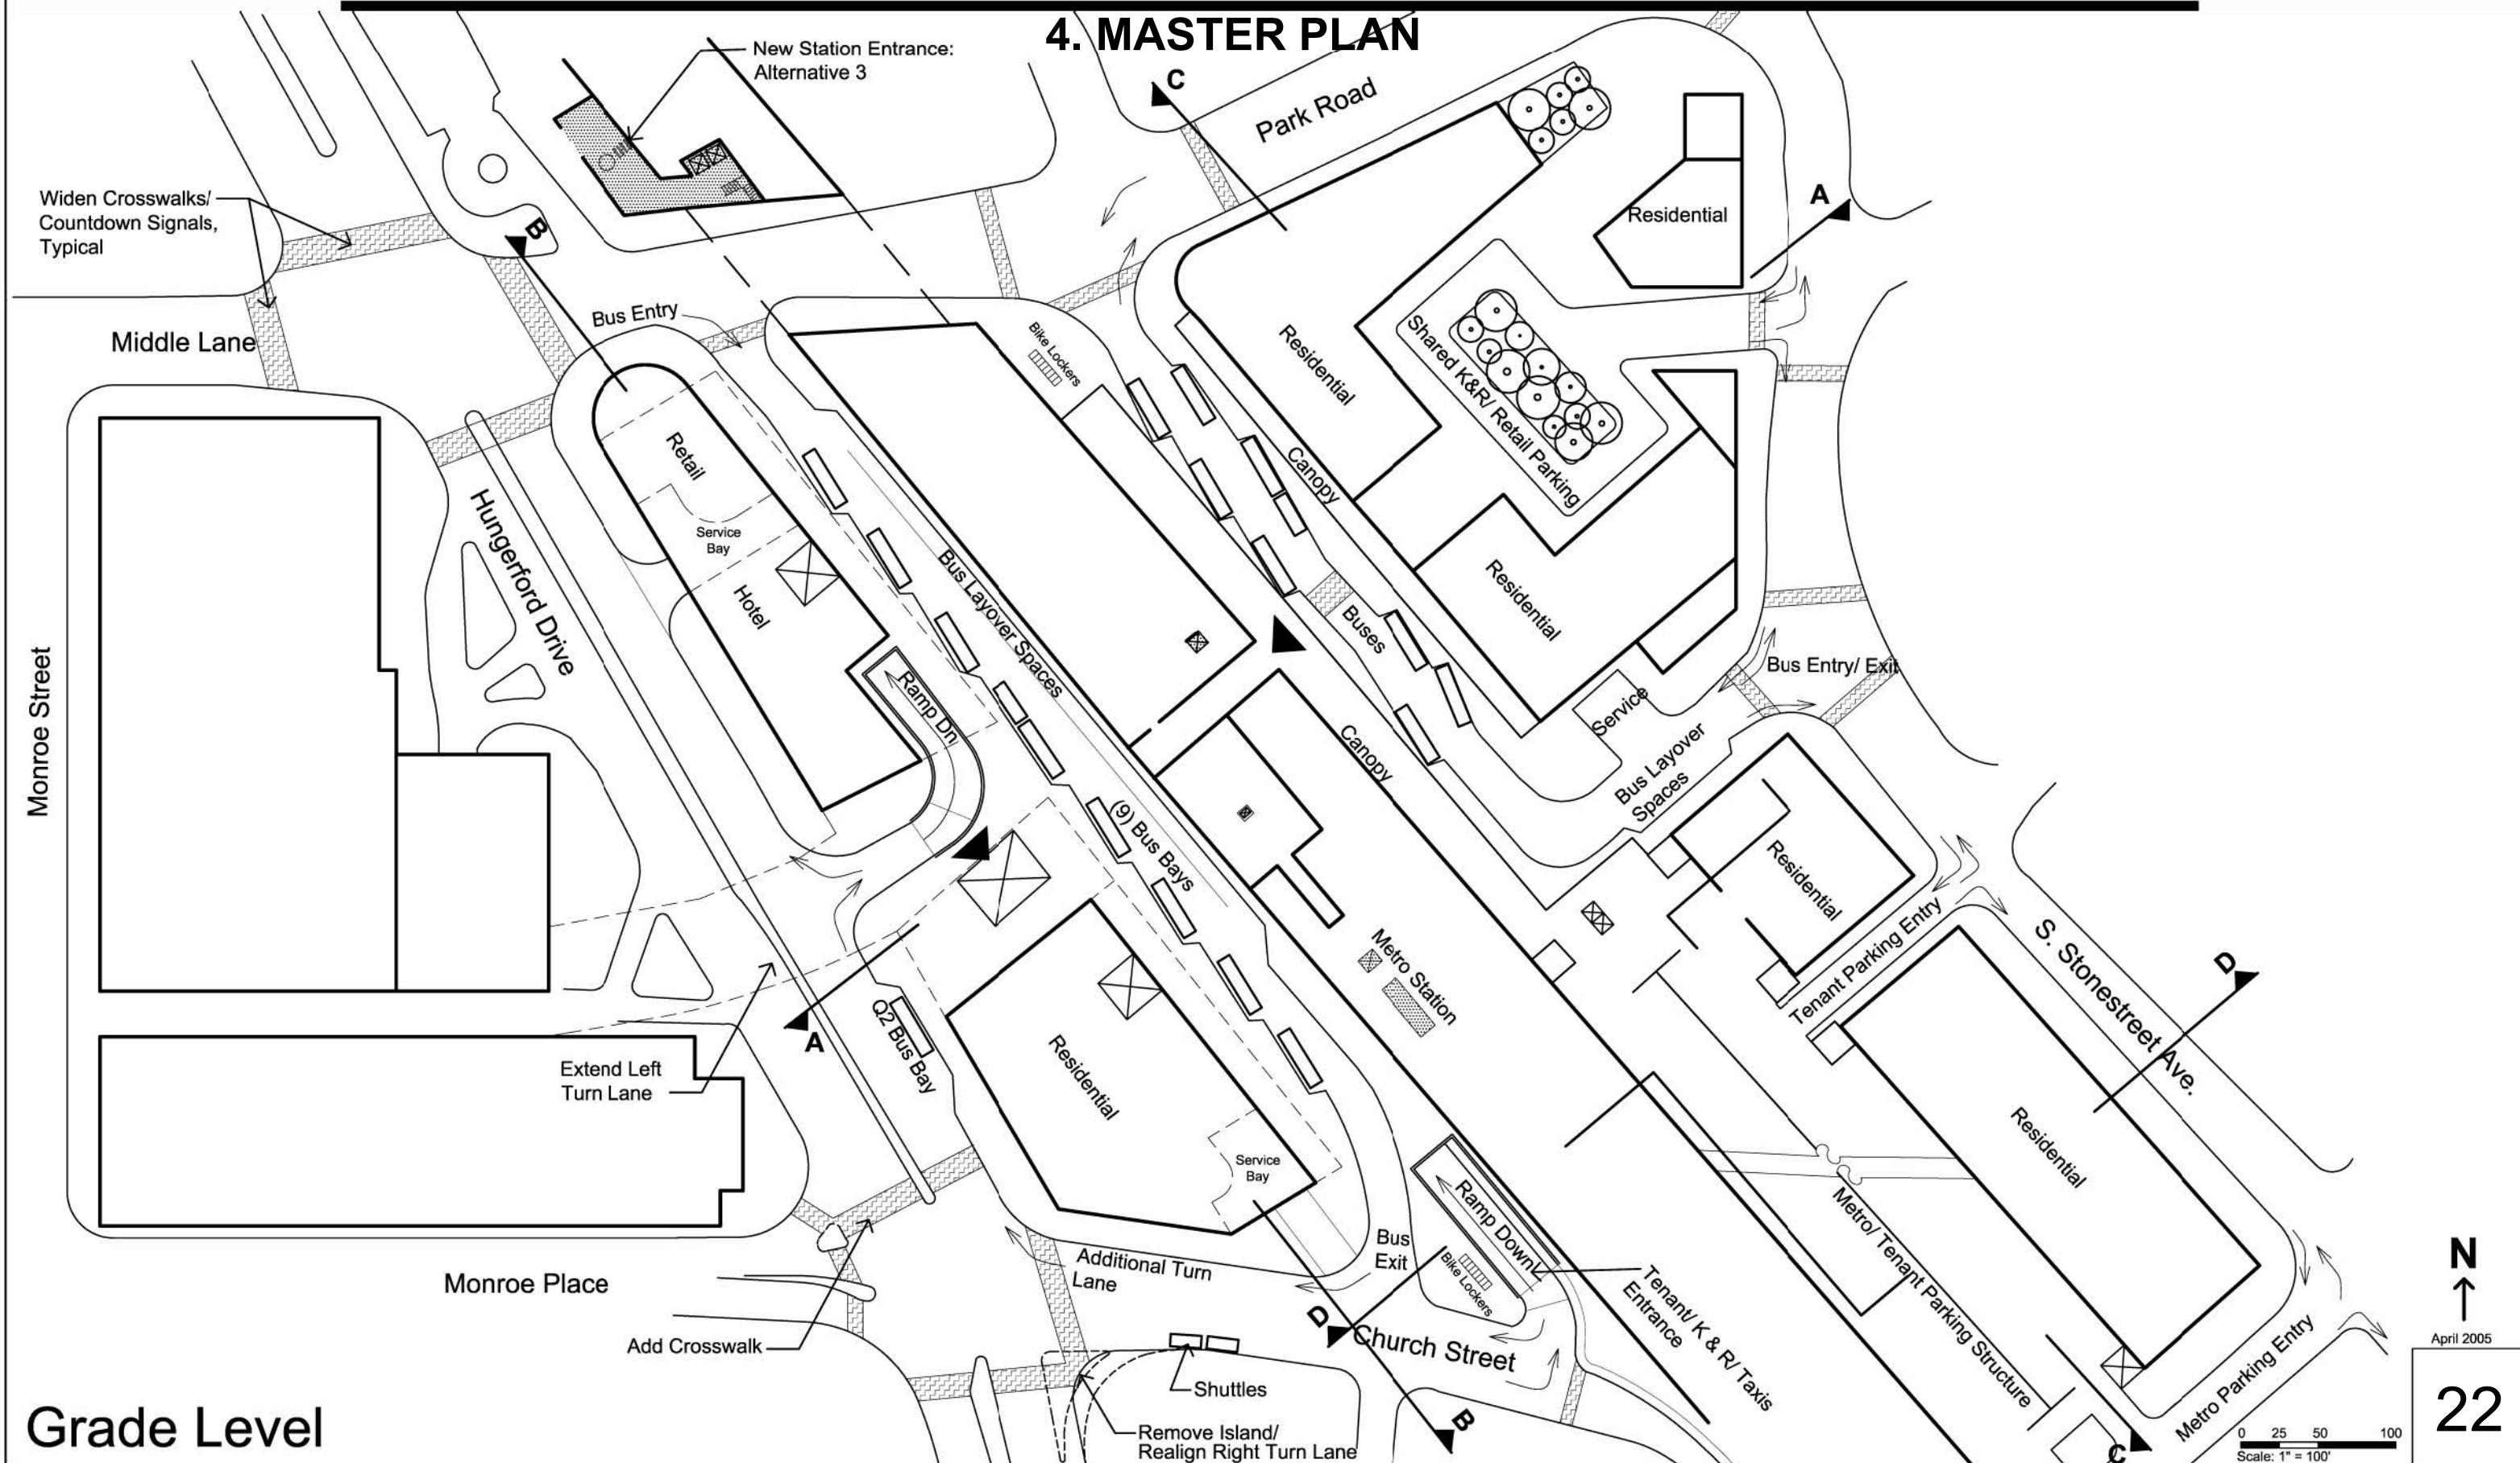 4. MASTER PLAN
New Station Entrance:
Alternative 3
C
Park Road
Widen Crosswalks/
Countdown Signals,
Typical
B
A
Residential
Bus Entry
Middle Lane
Bike Lockers
Residential
Shared K&R/ Retail Parking
Retail
Canopy
Service
Bay
Hungerford Drive
Hotel
Bus Layover Spaces
Buses
Residential
Bus Entry/ Exit
Monroe Street
Ramp Dn
Service
Canopy
Bus Layover
Spaces
(9) Bus Bays
Residential
Tenant Parking Entry
S. Stonestreet Ave.
D
Metro Station
A
Q2 Bus Bay
Extend Left
Turn Lane
Residential
Residential
Service
Bay
Ramp Down
Metro/ Tenant Parking Structure
Bus
Exit
Bike Lockers
Additional Turn
Lane
Monroe Place
Tenant/ K & R/ Taxis
Entrance
N
April 2005
D
Church Street
Add Crosswalk
Shuttles
Metro Parking Entry
Remove Island/
Realign Right Turn Lane
B
C
Grade Level
0 25 50 100
Scale: 1" = 100'
22